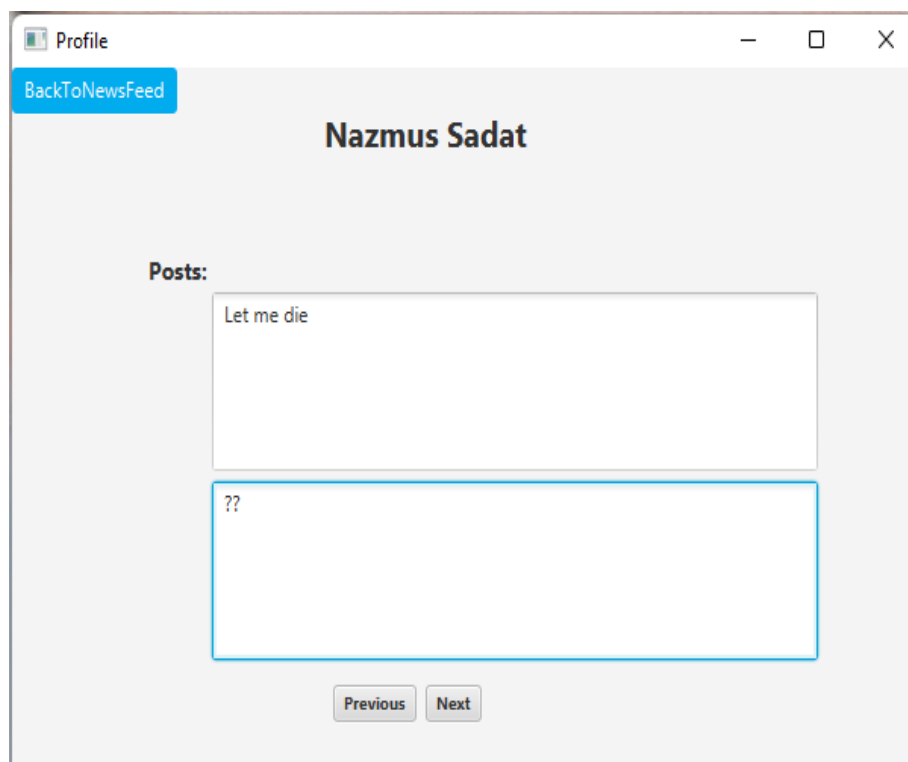 Profile
BackToNewsFeed
Nazmus Sadat
Posts:
Let me die
??
Previous Next